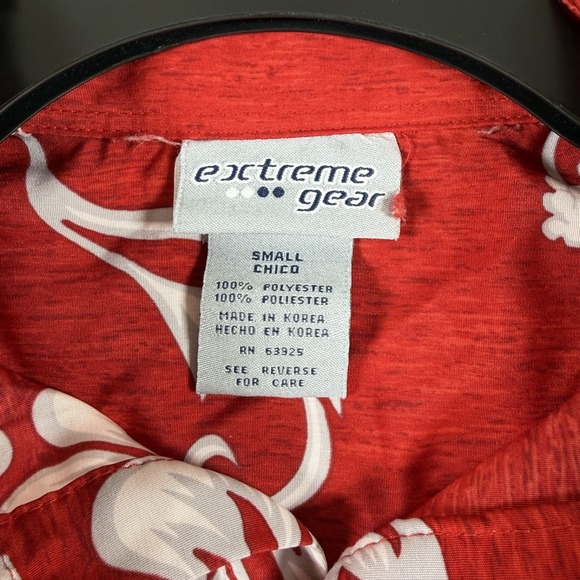 extreme
gear
SMALL
CHICO
100% POLYESTER
100% POLIESTER
MADE IN KOREA
HECHO EN KOREA
RN 63925
SEE REVERSE
FOR CARE